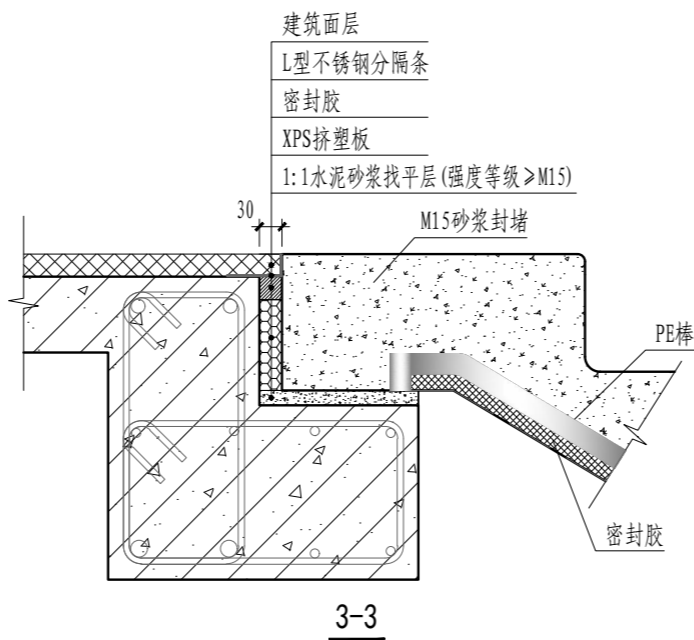 建筑面层
L型不锈钢分隔条
密封胶
XPS挤塑板
1:1水泥砂浆找平层(强度等级≥M15)
30
M15砂浆封堵
PE棒
密封胶
3-3